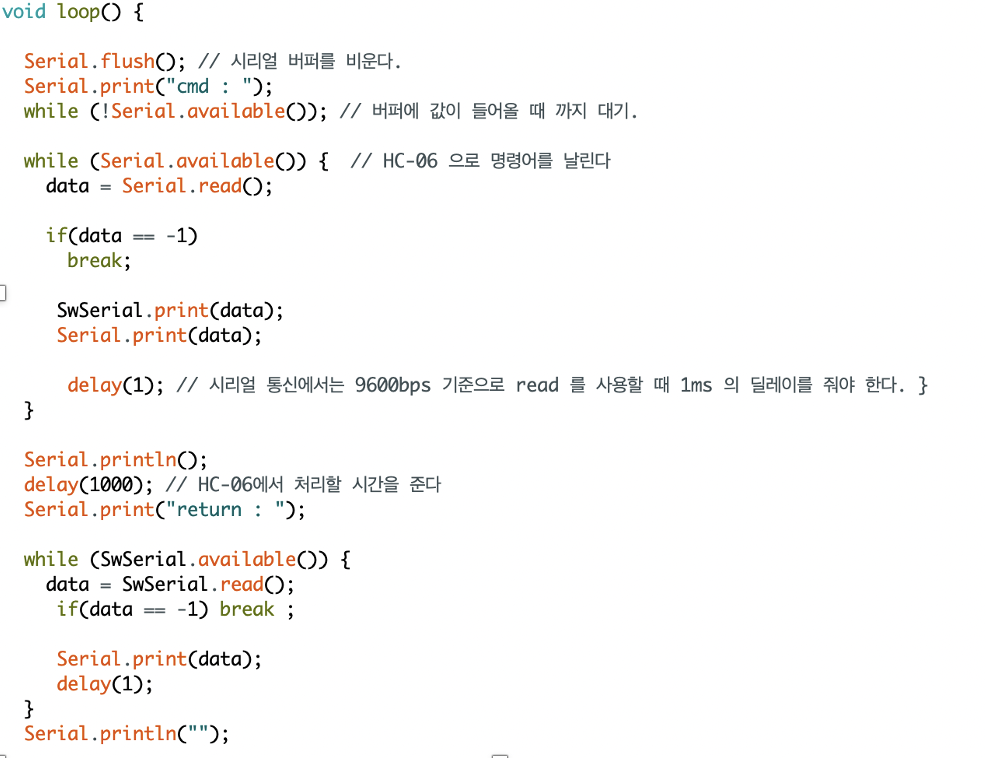 void loop() {
Serial.flush(); // 시리얼 버퍼를 비운다.
Serial.print("cmd : ");
while (!Serial.available()); // 버퍼에 값이 들어올 때 까지 대기.
while (Serial.available()) {  // HC-06 으로 명령어를 날린다
data = Serial.read();
if(data == -1)
break;
SwSerial.print(data);
Serial.print(data);
delay(1); // 시리얼 통신에서는 9600bps 기준으로 read 를 사용할 때 1ms 의 딜레이를 줘야 한다. }
}
Serial.println();
delay(1000); // HC-06에서 처리할 시간을 준다
Serial.print("return : ");
while (SwSerial.available()) {
data = SwSerial.read();
if(data == -1) break ;
Serial.print(data);
delay(1);
}
Serial.println("");